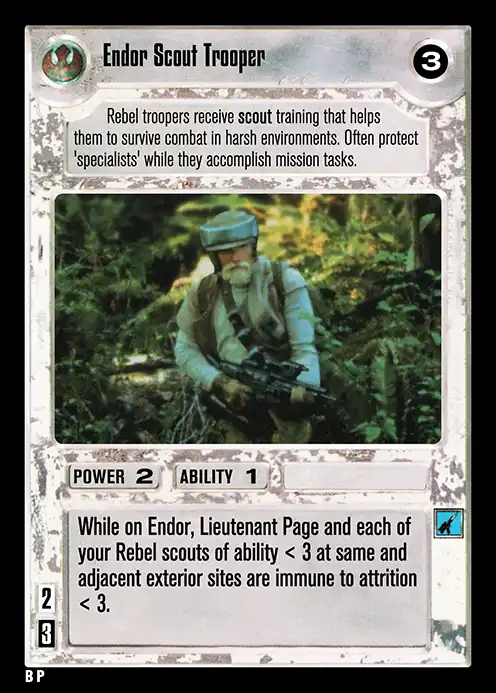 Endor Scout Trooper
3
Rebel troopers receive scout training that helps
them to survive combat in harsh environments. Often protect
'specialists' while they accomplish mission tasks.
POWER 2 ABILITY 1
While on Endor, Lieutenant Page and each of
your Rebel scouts of ability < 3 at same and
adjacent exterior sites are immune to attrition
< 3.
2
3
B P